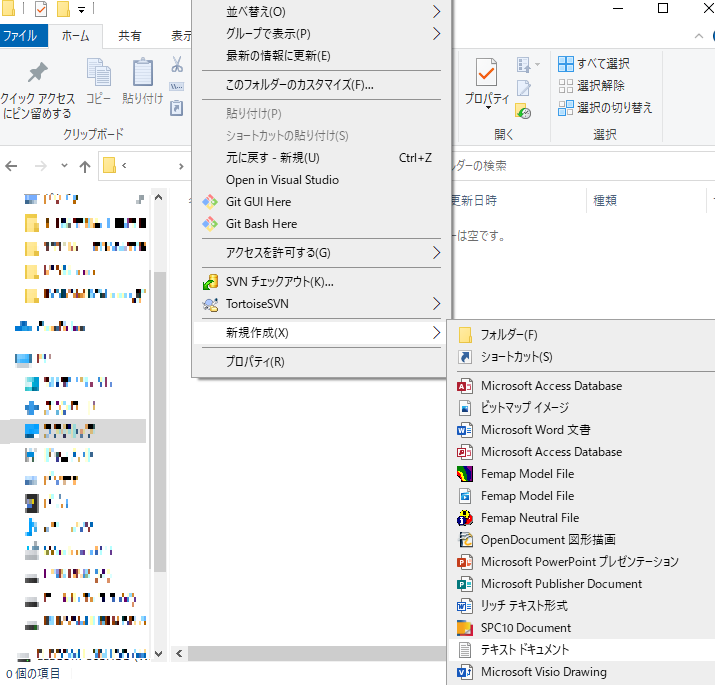 ファイル
ホーム
共有
表示
クイック アクセス
にピン留めする
コピー
貼り付け
クリップボード
プロパティ
開く
すべて選択
選択解除
選択の切り替え
選択
ダーの検索
更新日時
種類
ーは空です。
並べ替え(O)
グループで表示(P)
最新の情報に更新(E)
このフォルダーのカスタマイズ(F)...
貼り付け(P)
ショートカットの貼り付け(S)
元に戻す - 新規(U) Ctrl+Z
Open in Visual Studio
Git GUI Here
Git Bash Here
アクセスを許可する(G)
SVN チェックアウト(K)...
TortoiseSVN
新規作成(X)
プロパティ(R)
フォルダー(F)
ショートカット(S)
Microsoft Access Database
ビットマップ イメージ
Microsoft Word 文書
Microsoft Access Database
Femap Model File
Femap Model File
Femap Neutral File
OpenDocument 図形描画
Microsoft PowerPoint プレゼンテーション
Microsoft Publisher Document
リッチ テキスト形式
SPC10 Document
テキスト ドキュメント
Microsoft Visio Drawing
0 個の項目